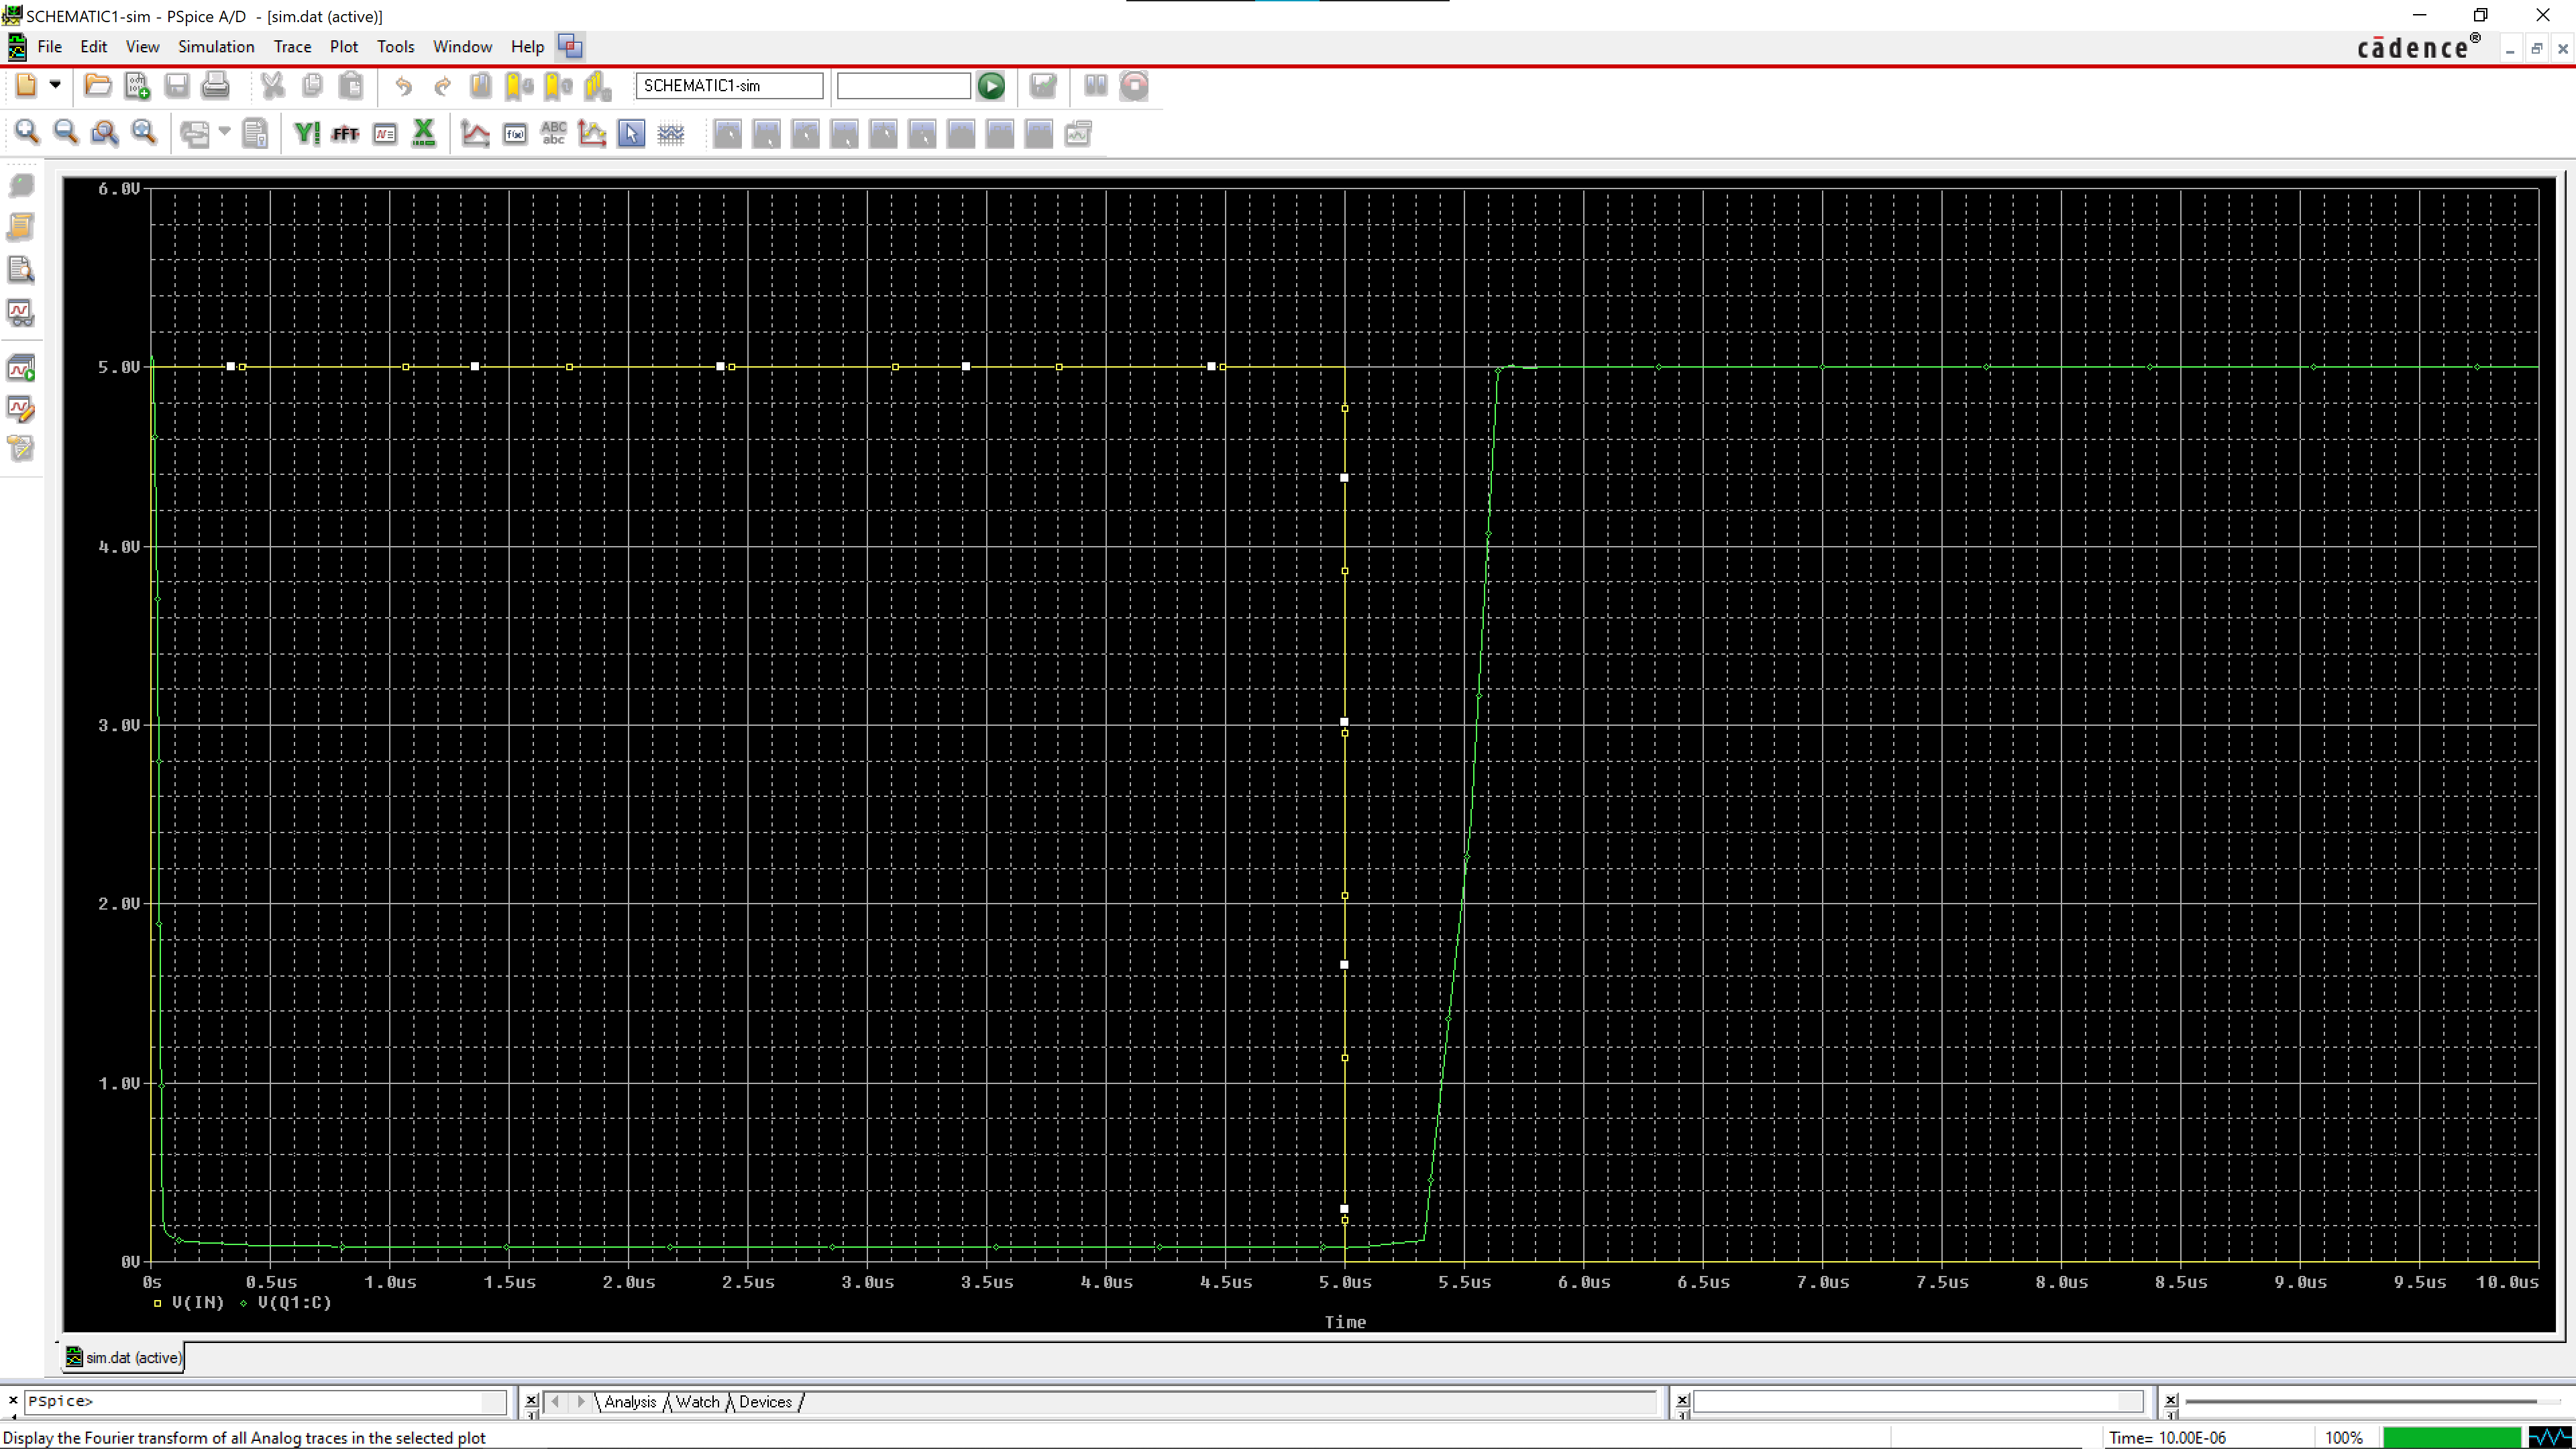 SCHEMATIC1-sim - PSpice A/D - [sim.dat (active)]
File Edit View Simulation Trace Plot Tools Window Help
cādence®
SCHEMATIC1-sim
FFT
ABC
abc
6.0V
5.0V
4.0V
3.0V
2.0V
1.0V
0V
0s 0.5us 1.0us 1.5us 2.0us 2.5us 3.0us 3.5us 4.0us 4.5us 5.0us 5.5us 6.0us 6.5us 7.0us 7.5us 8.0us 8.5us 9.0us 9.5us 10.0us
V(IN) V(Q1:C)
Time
sim.dat (active)
PSpice>
Analysis Watch Devices
Display the Fourier transform of all Analog traces in the selected plot
Time= 10.00E-06 100%